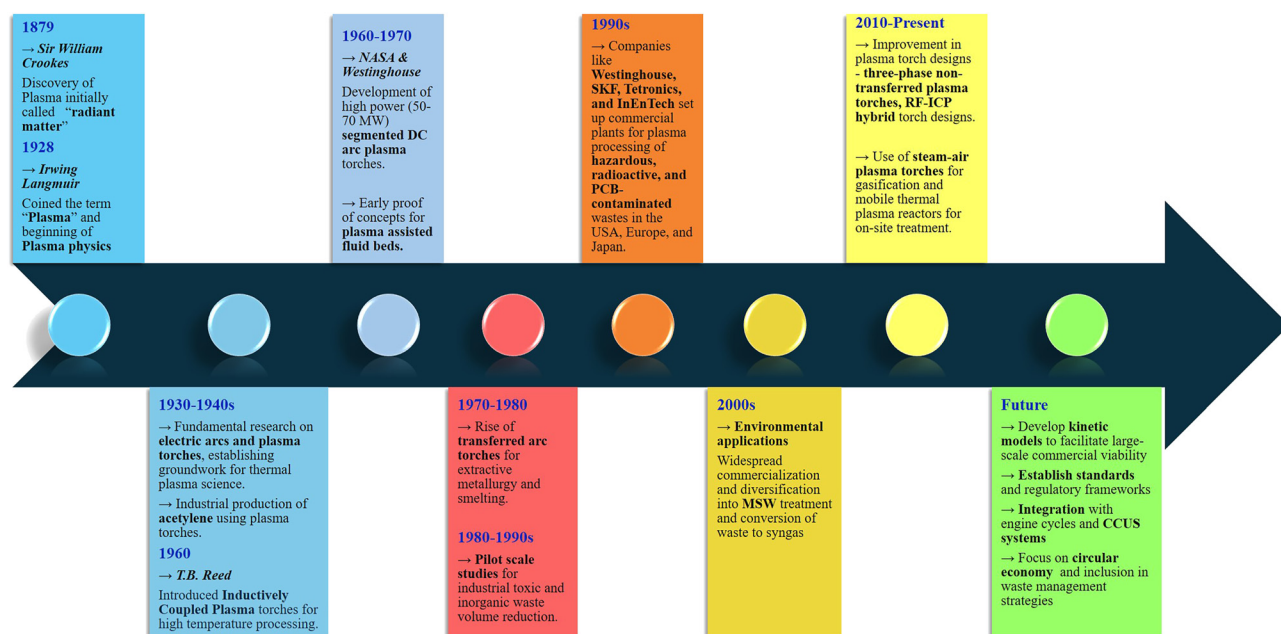 1879
→ Sir William
Crookes
Discovery of
Plasma initially
called “radiant
matter”
1928
→ Irwing
Langmuir
Coined the term
“Plasma” and
beginning of
Plasma physics
1930-1940s
→ Fundamental research on
electric arcs and plasma
torches, establishing
groundwork for thermal
plasma science.
→ Industrial production of
acetylene using plasma
torches.
1960
→ T.B. Reed
Introduced Inductively
Coupled Plasma torches for
high temperature processing.
1960-1970
→ NASA &
Westinghouse
Development of
high power (50-
70 MW)
segmented DC
arc plasma
torches.
→ Early proof
of concepts for
plasma assisted
fluid beds.
1970-1980
→ Rise of
transferred arc
torches for
extractive
metallurgy and
smelting.
1980-1990s
→ Pilot scale
studies for
industrial toxic and
inorganic waste
volume reduction.
1990s
→ Companies
like
Westinghouse,
SKF, Tetronics,
and InEnTech set
up commercial
plants for plasma
processing of
hazardous,
radioactive, and
PCB-
contaminated
wastes in the
USA, Europe, and
Japan.
2000s
→ Environmental
applications
Widespread
commercialization
and diversification
into MSW treatment
and conversion of
waste to syngas
2010-Present
→ Improvement in
plasma torch designs
- three-phase non-
transferred plasma
torches, RF-ICP
hybrid torch designs.
→ Use of steam-air
plasma torches for
gasification and
mobile thermal
plasma reactors for
on-site treatment.
Future
→ Develop kinetic
models to facilitate large-
scale commercial viability
→ Establish standards
and regulatory frameworks
→ Integration with
engine cycles and CCUS
systems
→ Focus on circular
economy and inclusion in
waste management
strategies